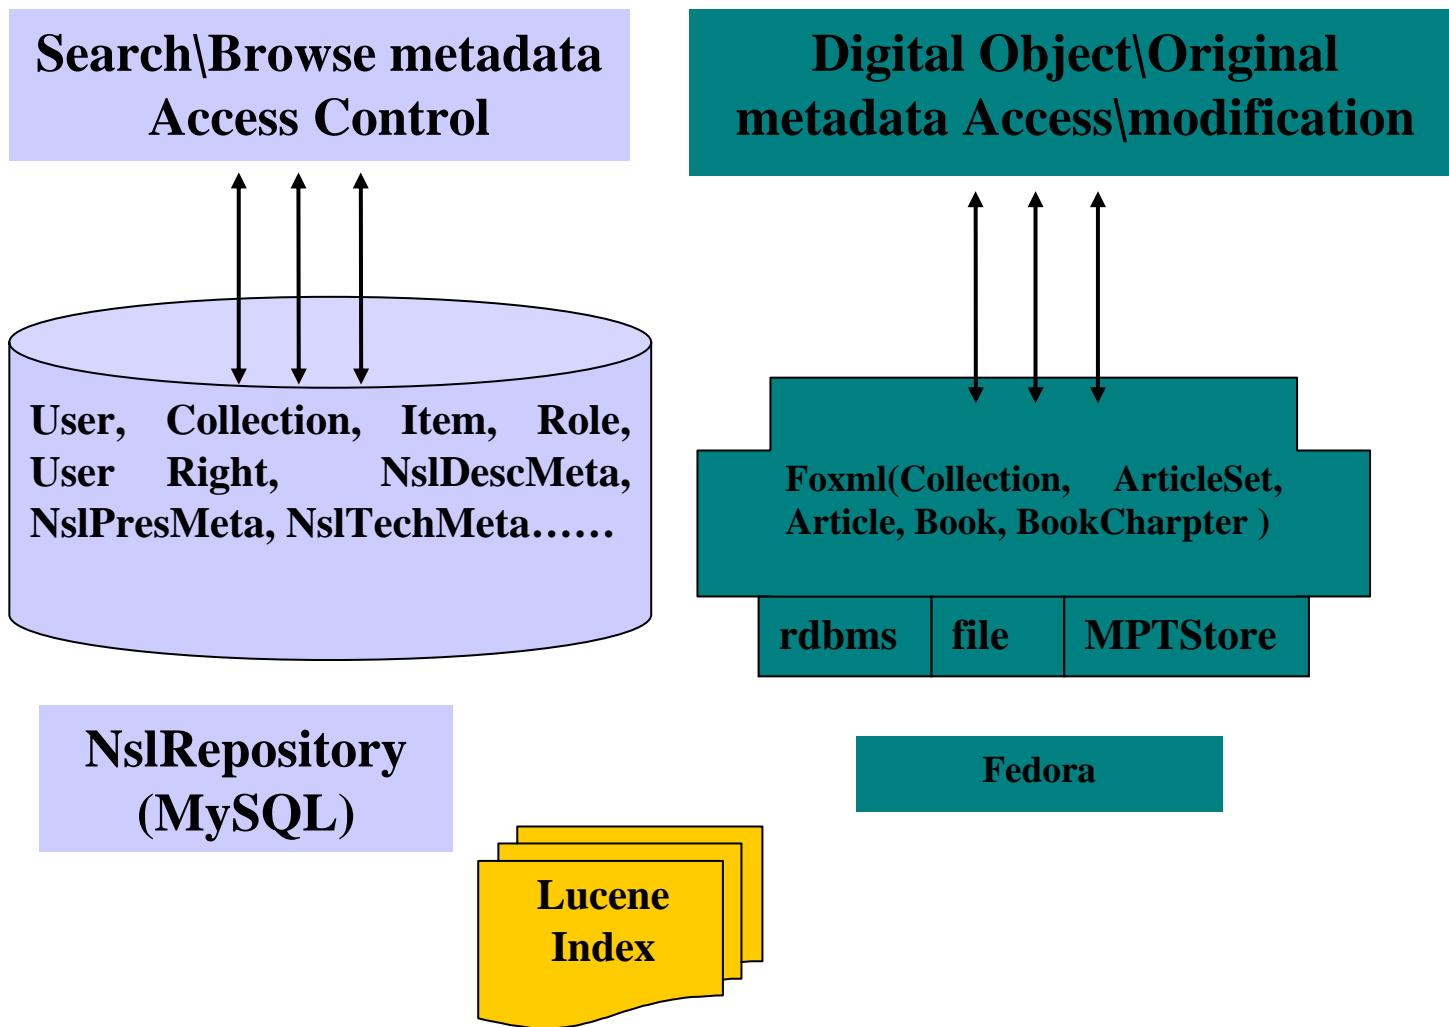 Search\Browse metadata
Access Control
Digital Object\Original
metadata Access\modification
User, Collection, Item, Role,
User Right, NslDescMeta,
NslPresMeta, NslTechMeta……
Foxml(Collection, ArticleSet,
Article, Book, BookCharpter )
rdbms file MPTStore
NslRepository
(MySQL)
Fedora
Lucene
Index